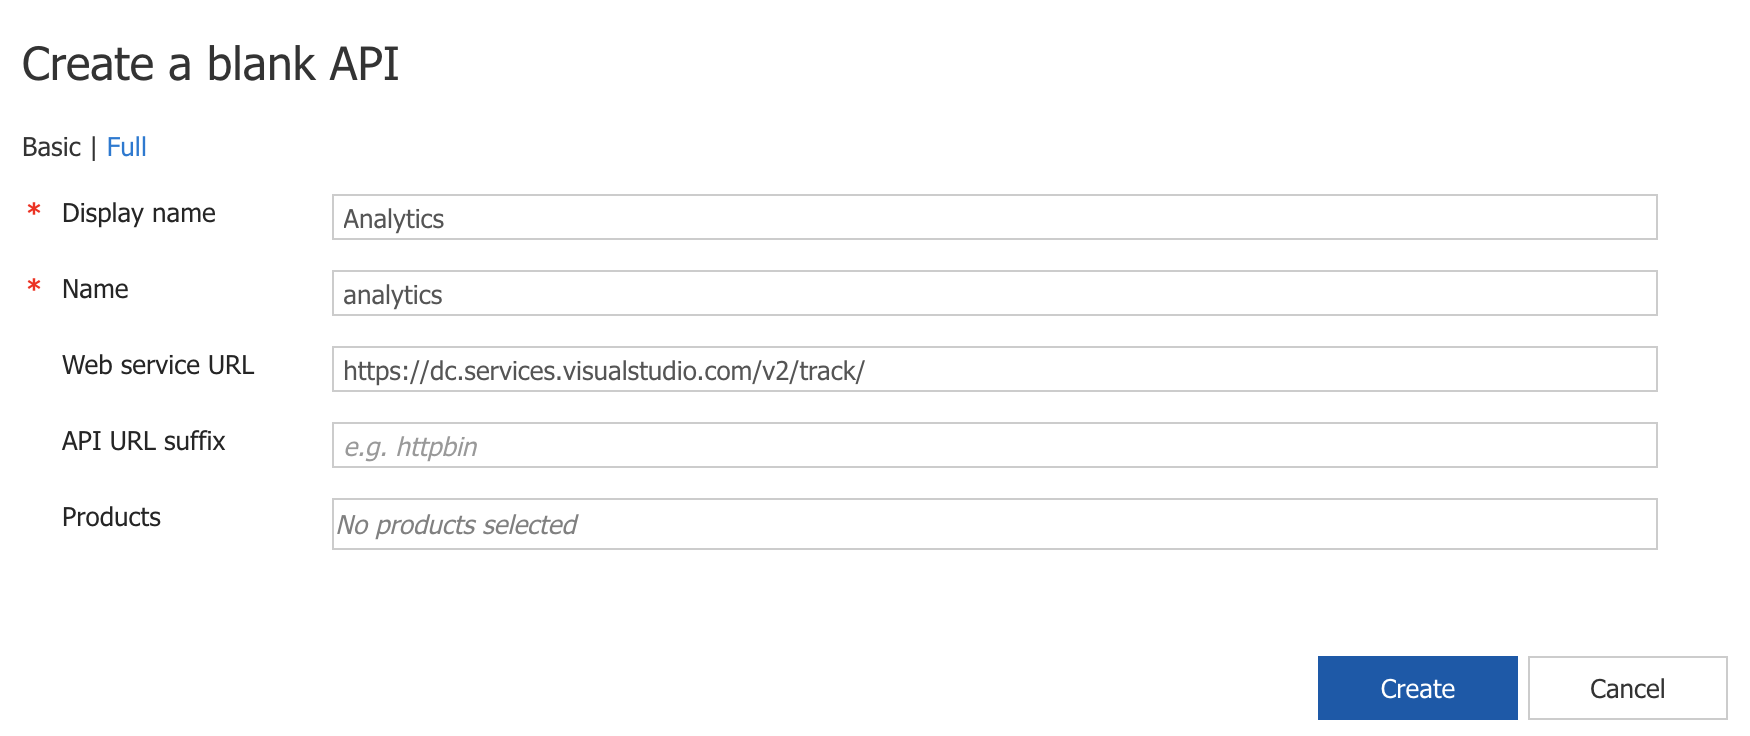 Create a blank API
Basic | Full
* Display name
Analytics
* Name
analytics
Web service URL
https://dc.services.visualstudio.com/v2/track/
API URL suffix
e.g. httpbin
Products
No products selected
Create
Cancel